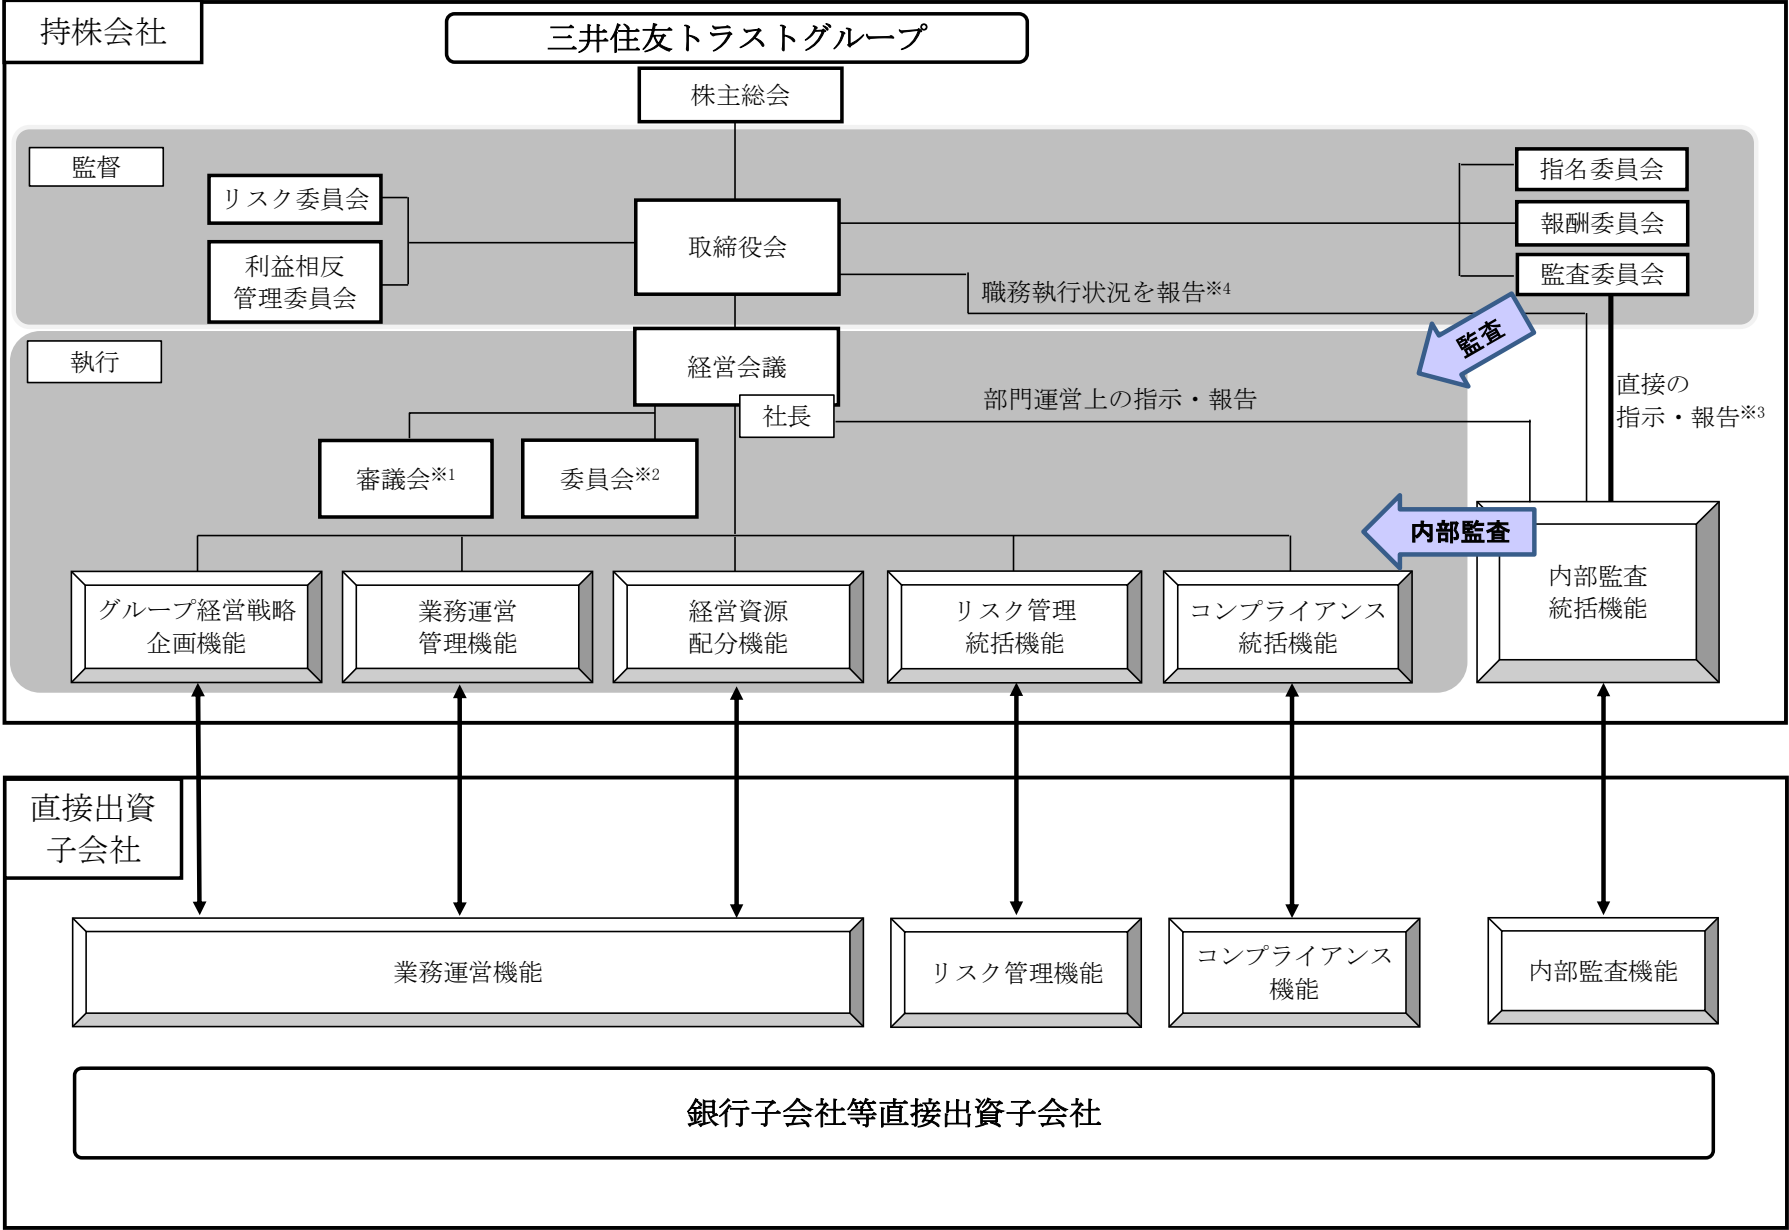 持株会社
三井住友トラストグループ
株主総会
監督
リスク委員会
利益相反
管理委員会
取締役会
指名委員会
報酬委員会
監査委員会
職務執行状況を報告※4
監査
執行
経営会議
社長
部門運営上の指示・報告
直接の
指示・報告※3
審議会※1
委員会※2
内部監査
グループ経営戦略
企画機能
業務運営
管理機能
経営資源
配分機能
リスク管理
統括機能
コンプライアンス
統括機能
内部監査
統括機能
直接出資
子会社
業務運営機能
リスク管理機能
コンプライアンス
機能
内部監査機能
銀行子会社等直接出資子会社